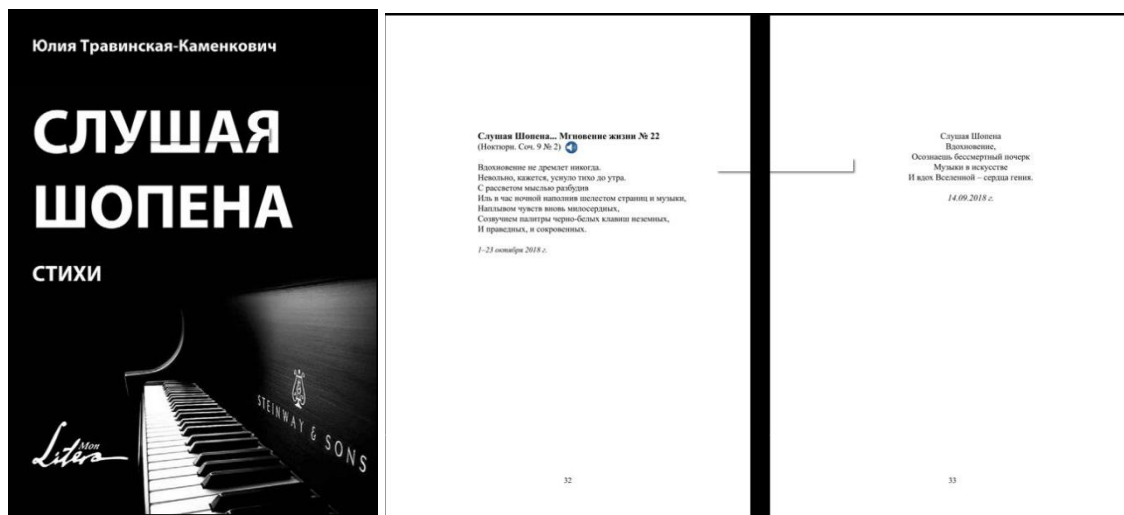 Юлия Травинская-Каменкович
СЛУШАЯ
ШОПЕНА
СТИХИ
STEINWAY & SONS
Mon
Litera
Слушая Шопена... Мгновение жизни № 22
(Ноктюрн. Соч. 9 № 2)
Вдохновение не дремлет никогда.
Невольно, кажется, уснуло тихо до утра.
С рассветом мыслью разбудив
Иль в час ночной наполнив шелестом страниц и музыки,
Наплывом чувств вновь милосердных,
Созвучием палитры черно-белых клавиш неземных,
И праведных, и сокровенных.
1–23 октября 2018 г.
32
Слушая Шопена
Вдохновение,
Осознаешь бессмертный почерк
Музыки в искусстве
И вдох Вселенной – сердца гения.
14.09.2018 г.
33